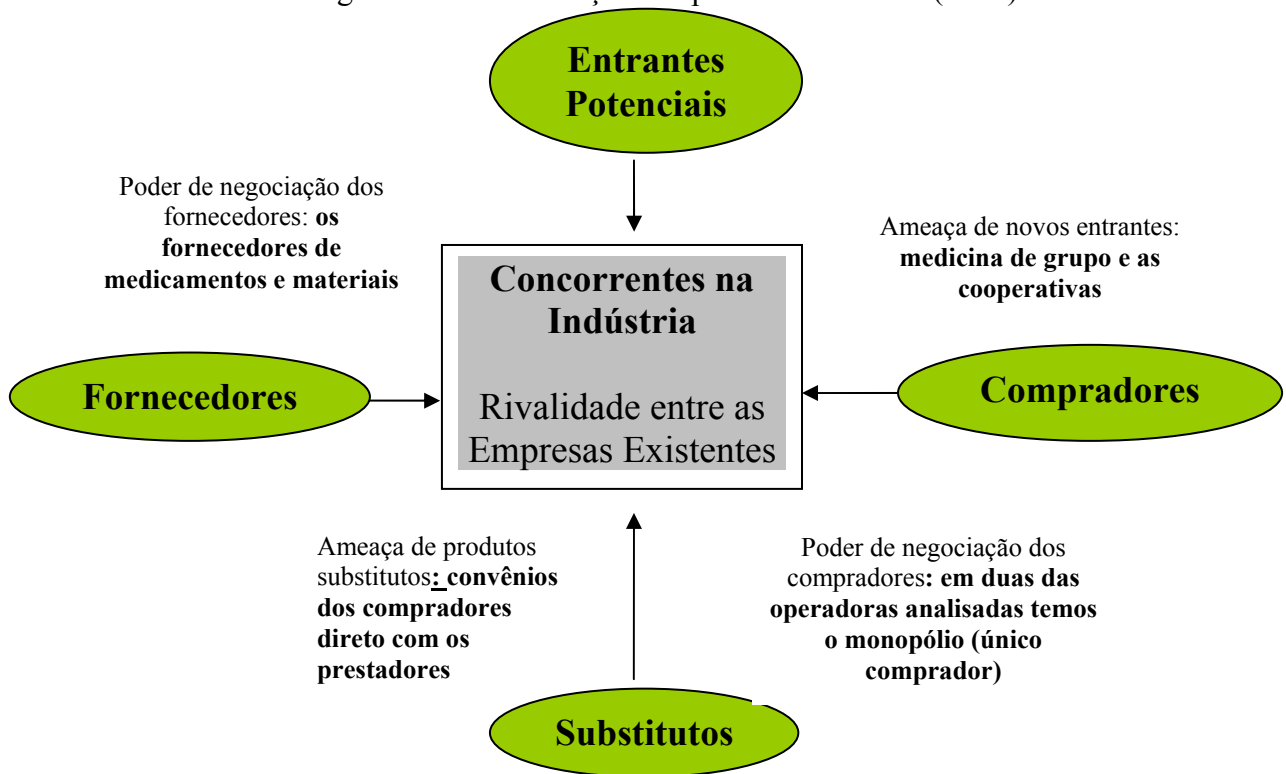 Entrantes
Potenciais
Poder de negociação dos
fornecedores: os
fornecedores de
medicamentos e materiais
Ameaça de novos entrantes:
medicina de grupo e as
cooperativas
Concorrentes na
Indústria
Rivalidade entre as
Empresas Existentes
Fornecedores
Compradores
Ameaça de produtos
substitutos: convênios
dos compradores
direto com os
prestadores
Poder de negociação dos
compradores: em duas das
operadoras analisadas temos
o monopólio (único
comprador)
Substitutos